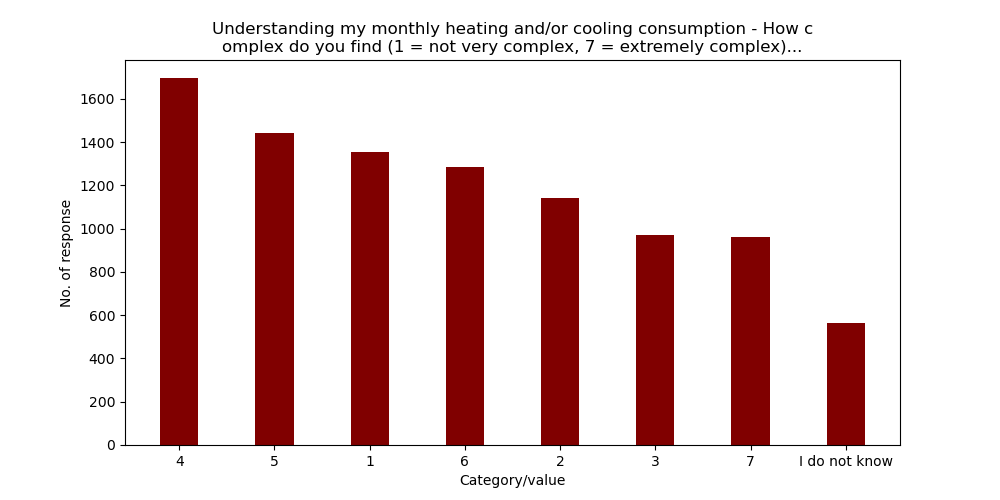 Understanding my monthly heating and/or cooling consumption - How c
omplex do you find (1 = not very complex, 7 = extremely complex)...
No. of response
1600
1400
1200
1000
800
600
400
200
0
4 5 1 6 2 3 7 I do not know
Category/value